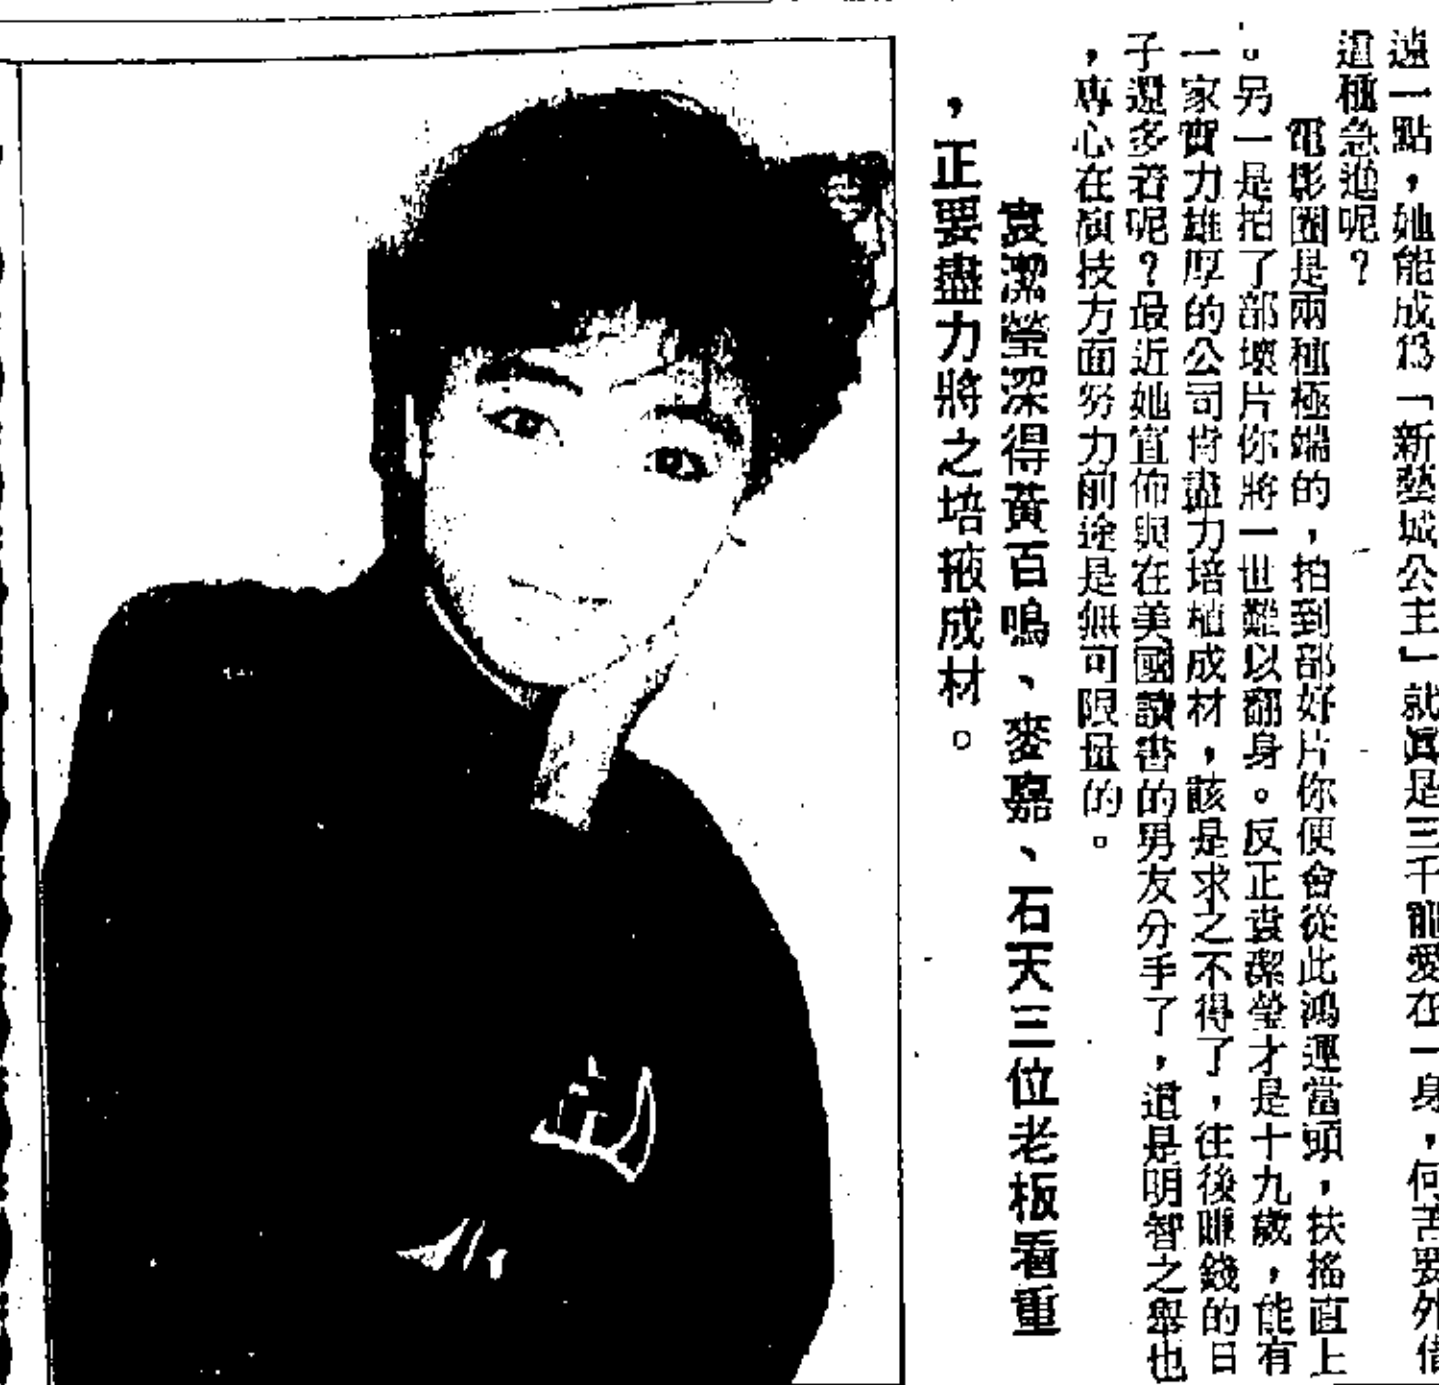 遠一點，她能成13「新藝城公主」就眞是三千寵愛在一身，何苦要外借
這種急進呢？
電影圈是兩種極端的，拍到部好片你便會從此鴻運當頭，扶搖直上
。另一是拍了部壞片你將一世難以翻身。反正袁潔瑩才是十九歲，能有
一家實力雄厚的公司肯盡力培植成材，該是求之不得了，往後賺錢的日
子還多着呢？最近她宣佈與在美國讀書的男友分手了，這是明智之舉也
，專心在演技方面努力前途是無可限量的。
袁潔瑩深得黃百鳴、麥嘉、石天三位老板看重
，正要盡力將之培掖成材。